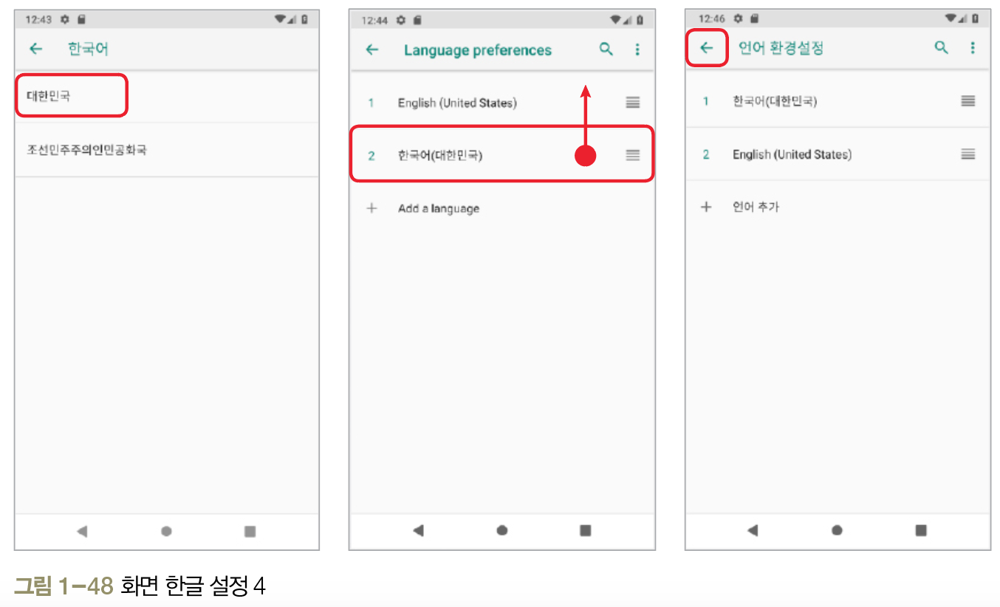 12:43
한국어
대한민국
조선민주주의인민공화국
12:44
Language preferences
1 English (United States)
2 한국어(대한민국)
+ Add a language
12:46
언어 환경설정
1 한국어(대한민국)
2 English (United States)
+ 언어 추가
그림 1-48 화면 한글 설정 4